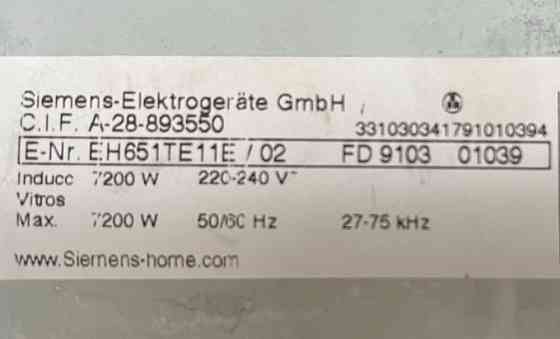 Siemens-Elektrogeräte GmbH
C.I.F. A-28-893550
331030341791010394
E-Nr. EH651TE11E / 02 FD 9103 01039
Inducc 7200 W 220-240 V~
Vitros
Max. 7200 W 50/60 Hz 27-75 kHz
www.Siemens-home.com